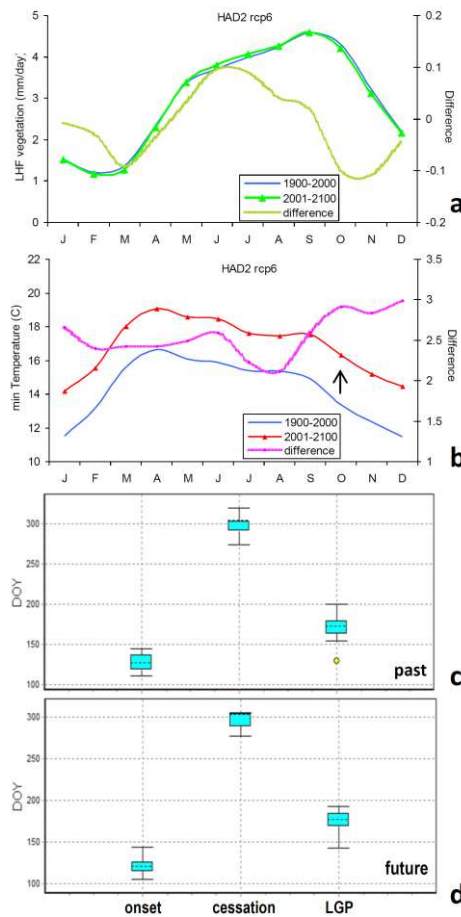 HAD2 rcp6
LHF vegetation (mm/day)
5
4
3
2
1
0
0.2
0.1
0
-0.1
-0.2
Difference
1900-2000
2001-2100
difference
J F M A M J J A S O N D
a
HAD2 rcp6
min Temperature (C)
22
20
18
16
14
12
10
3.5
3
2.5
2
1.5
1
Difference
1900-2000
2001-2100
difference
J F M A M J J A S O N D
b
DOY
300
250
200
150
100
past
c
DOY
300
250
200
150
100
future
d
onset cessation LGP